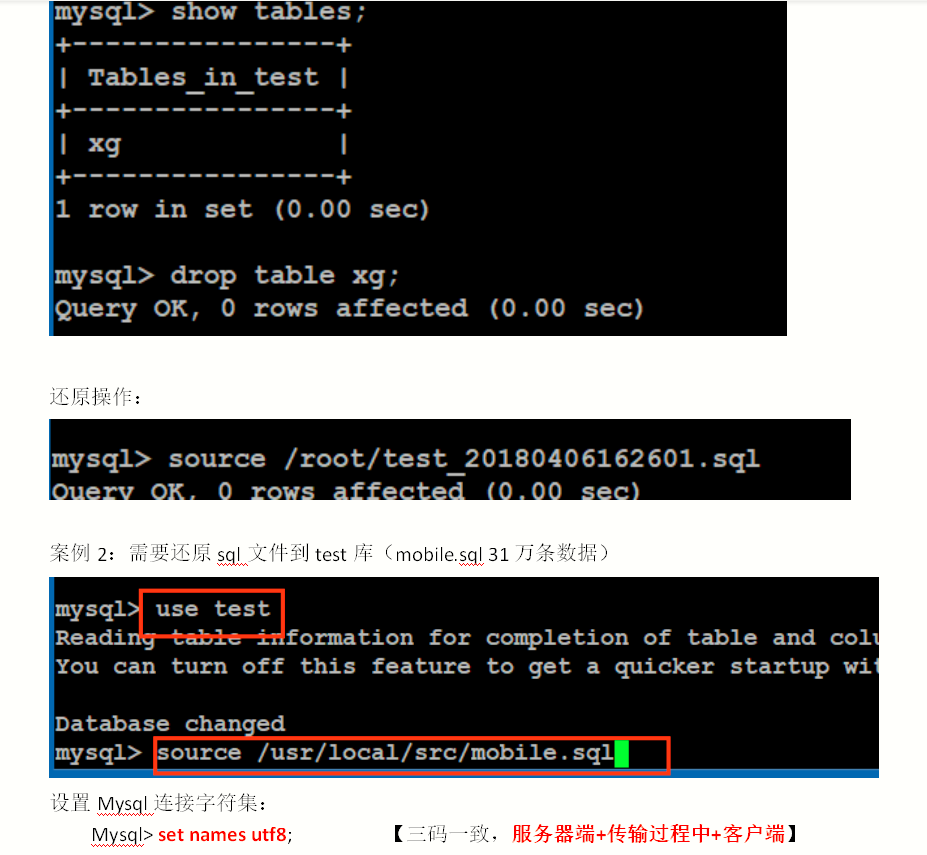 mysql> show tables;
+----------------+
| Tables_in_test |
+----------------+
| xg             |
+----------------+
1 row in set (0.00 sec)
mysql> drop table xg;
Query OK, 0 rows affected (0.00 sec)
还原操作：
mysql> source /root/test_20180406162601.sql
Query OK, 0 rows affected (0.00 sec)
案例 2：需要还原 sql 文件到 test 库（mobile.sql 31 万条数据）
mysql> use test
Reading table information for completion of table and colu
You can turn off this feature to get a quicker startup wit
Database changed
mysql> source /usr/local/src/mobile.sql
设置 Mysql 连接字符集：
Mysql> set names utf8; 【三码一致，服务器端+传输过程中+客户端】